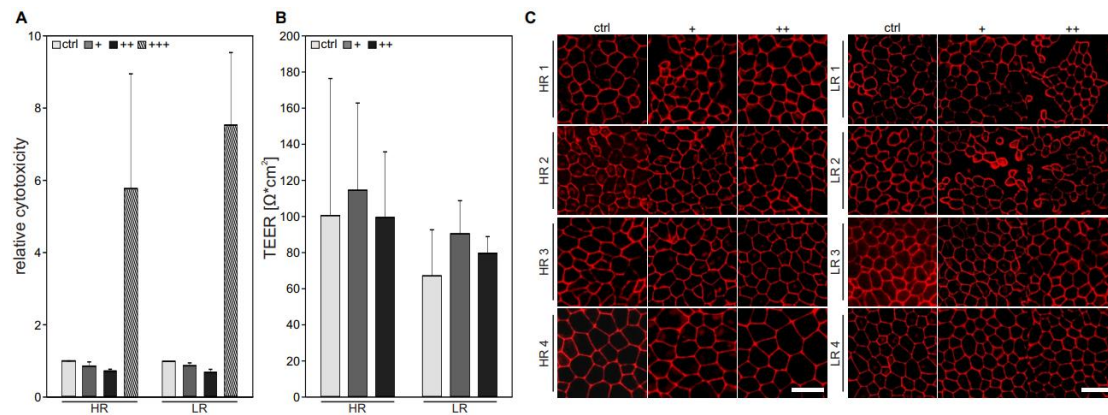 A
ctrl + ++ +++
relative cytotoxicity
10
8
6
4
2
0
HR LR
B
ctrl + ++
TEER [Ω*cm²]
200
180
160
140
120
100
80
60
40
20
0
HR LR
C
ctrl + ++ ctrl + ++
HR 1 LR 1
HR 2 LR 2
HR 3 LR 3
HR 4 LR 4